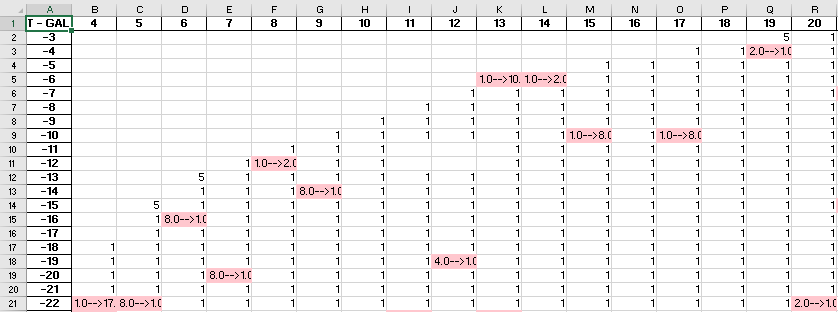 A B C D E F G H I J K L M N O P Q R
1 T - GAL 4 5 6 7 8 9 10 11 12 13 14 15 16 17 18 19 20
2 -3 5 1
3 -4 1 1 2.0-->1.0 1
4 -5 1 1 1 1 1 1
5 -6 1.0-->10. 1.0-->2.0 1 1 1 1 1 1
6 -7 1 1 1 1 1 1 1 1 1
7 -8 1 1 1 1 1 1 1 1 1 1
8 -9 1 1 1 1 1 1 1 1 1 1 1
9 -10 1 1 1 1 1 1 1.0-->8.0 1 1.0-->8.0 1 1 1
10 -11 1 1 1 1 1 1 1 1 1 1 1
11 -12 1 1.0-->2.0 1 1 1 1 1 1 1 1 1 1
12 -13 5 1 1 1 1 1 1 1 1 1 1 1 1 1 1
13 -14 1 1 1 8.0-->1.0 1 1 1 1 1 1 1 1 1 1 1
14 -15 5 1 1 1 1 1 1 1 1 1 1 1 1 1 1 1
15 -16 1 8.0-->1.0 1 1 1 1 1 1 1 1 1 1 1 1 1 1
16 -17 1 1 1 1 1 1 1 1 1 1 1 1 1 1 1 1
17 -18 1 1 1 1 1 1 1 1 1 1 1 1 1 1 1 1 1
18 -19 1 1 1 1 1 1 1 1 4.0-->1.0 1 1 1 1 1 1 1 1
19 -20 1 1 1 8.0-->1.0 1 1 1 1 1 1 1 1 1 1 1 1 1
20 -21 1 1 1 1 1 1 1 1 1 1 1 1 1 1 1 1 1
21 -22 1.0-->17. 8.0-->1.0 1 1 1 1 1 1 1 1 1 1 1 1 1 1 2.0-->1.0